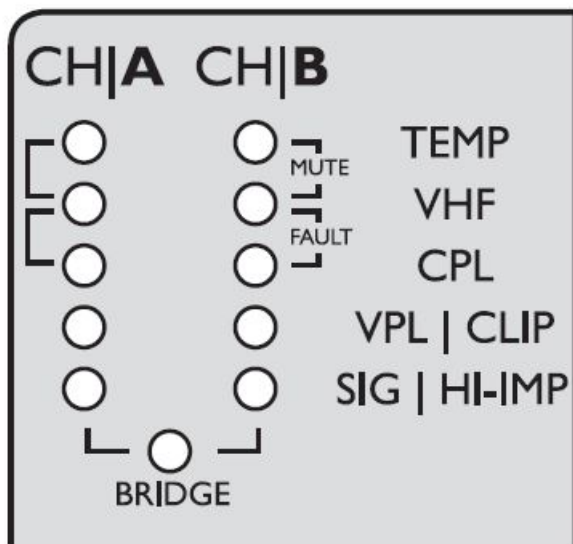 CH|A CH|B
TEMP
MUTE
VHF
FAULT
CPL
VPL | CLIP
SIG | HI-IMP
BRIDGE